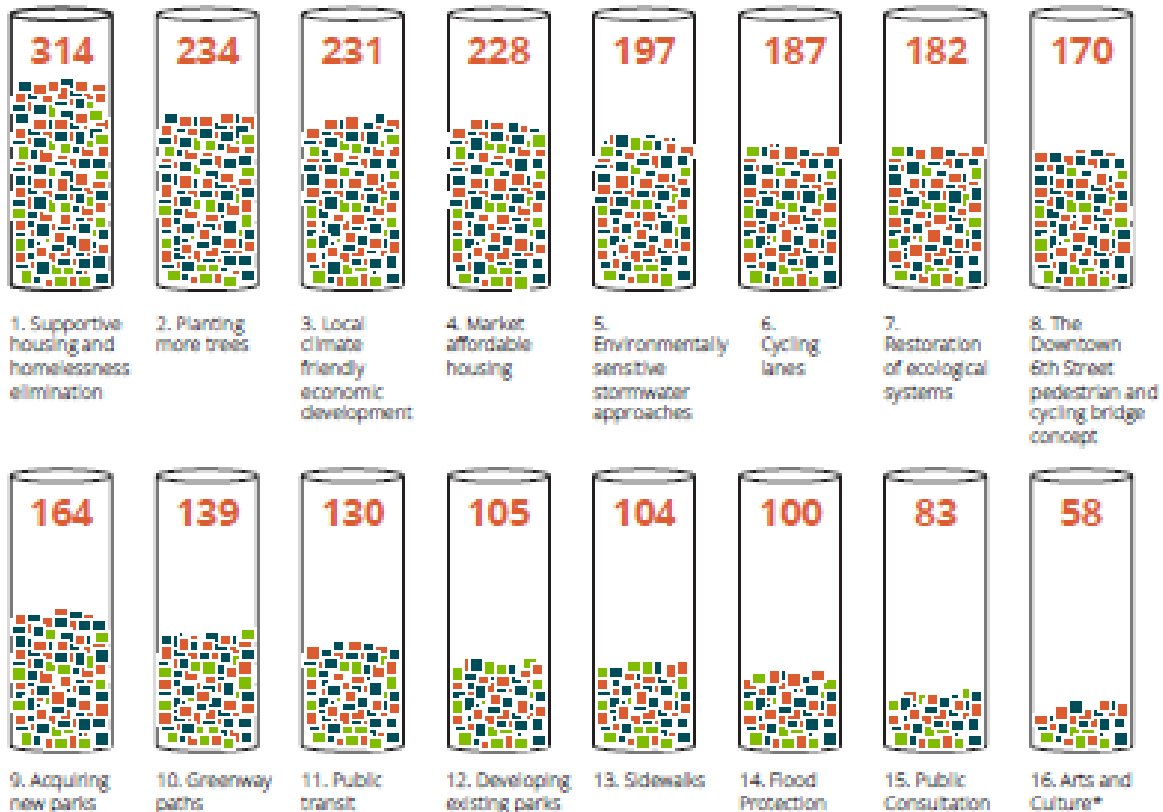 314 234 231 228 197 187 182 170
1. Supportive
housing and
homelessness
elimination
2. Planting
more trees
3. Local
climate
friendly
economic
development
4. Market
affordable
housing
5.
Environmentally
sensitive
stormwater
approaches
6.
Cycling
lanes
7.
Restoration
of ecological
systems
8. The
Downtown
6th Street
pedestrian and
cycling bridge
concept
164 139 130 105 104 100 83 58
9. Acquiring
new parks
10. Greenway
paths
11. Public
transit
12. Developing
existing parks
13. Sidewalks
14. Flood
Protection
15. Public
Consultation
16. Arts and
Culture*